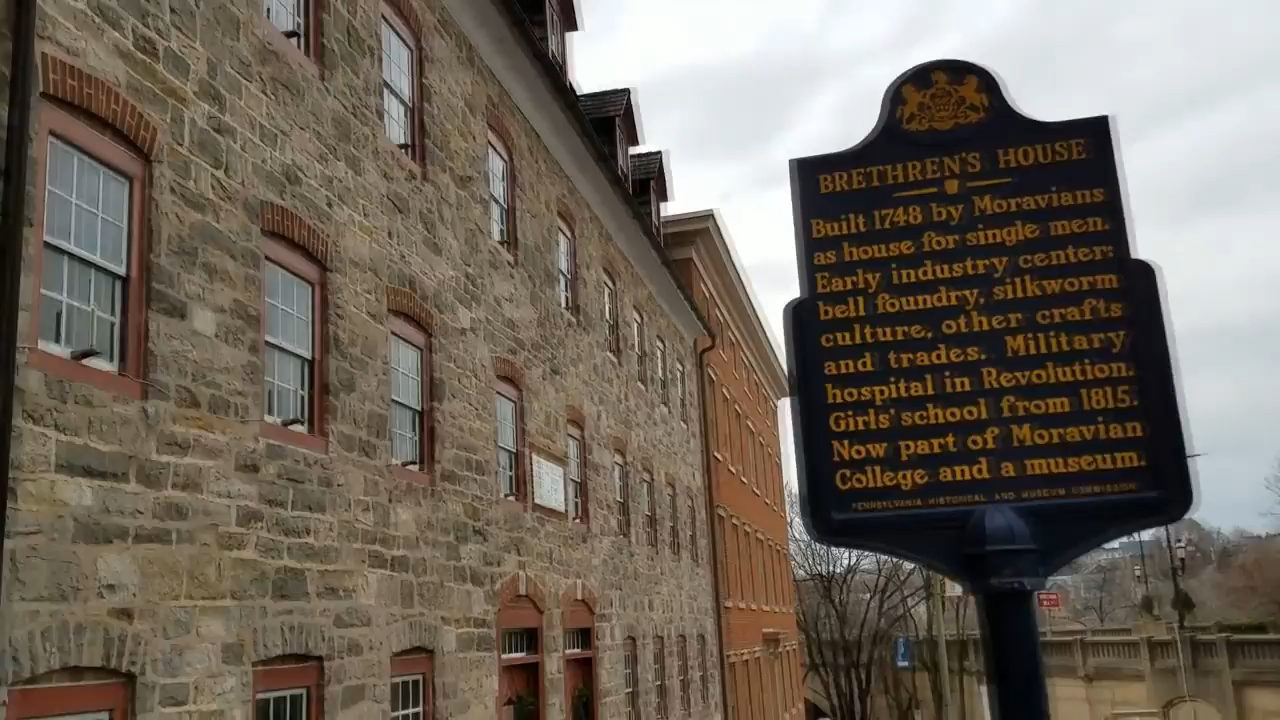 BRETHREN'S HOUSE
Built 1748 by Moravians
as house for single men.
Early industry center:
bell foundry, silkworm
culture, other crafts
and trades. Military
hospital in Revolution.
Girls' school from 1815.
Now part of Moravian
College and a museum.
PENNSYLVANIA HISTORICAL AND MUSEUM COMMISSION